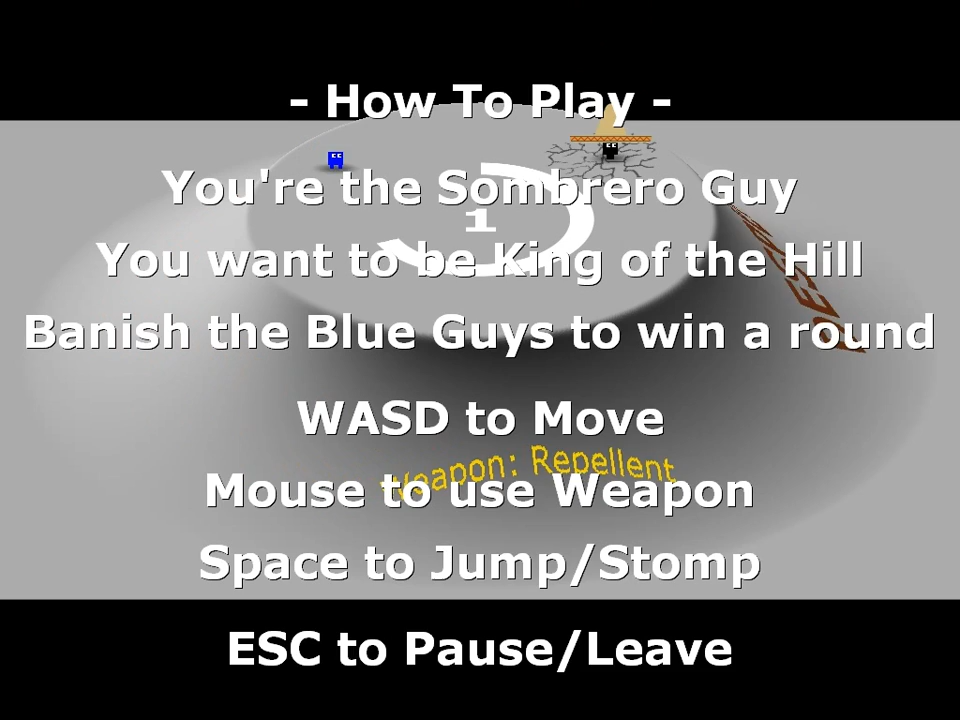 - How To Play -
You're the Sombrero Guy
1
You want to be King of the Hill
Banish the Blue Guys to win a round
WASD to Move
Weapon: Repellent
Mouse to use Weapon
Space to Jump/Stomp
ESC to Pause/Leave